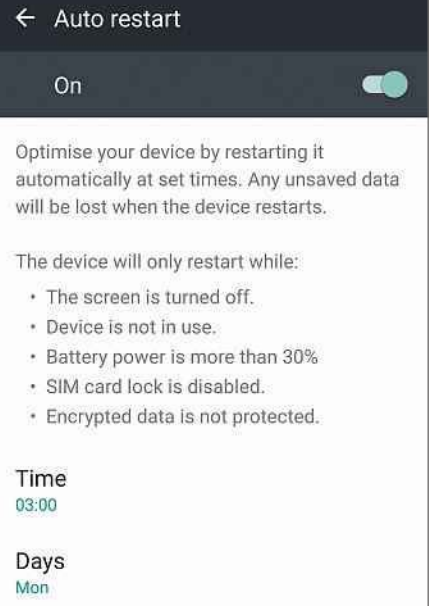 ← Auto restart
On
Optimise your device by restarting it
automatically at set times. Any unsaved data
will be lost when the device restarts.
The device will only restart while:
• The screen is turned off.
• Device is not in use.
• Battery power is more than 30%
• SIM card lock is disabled.
• Encrypted data is not protected.
Time
03:00
Days
Mon